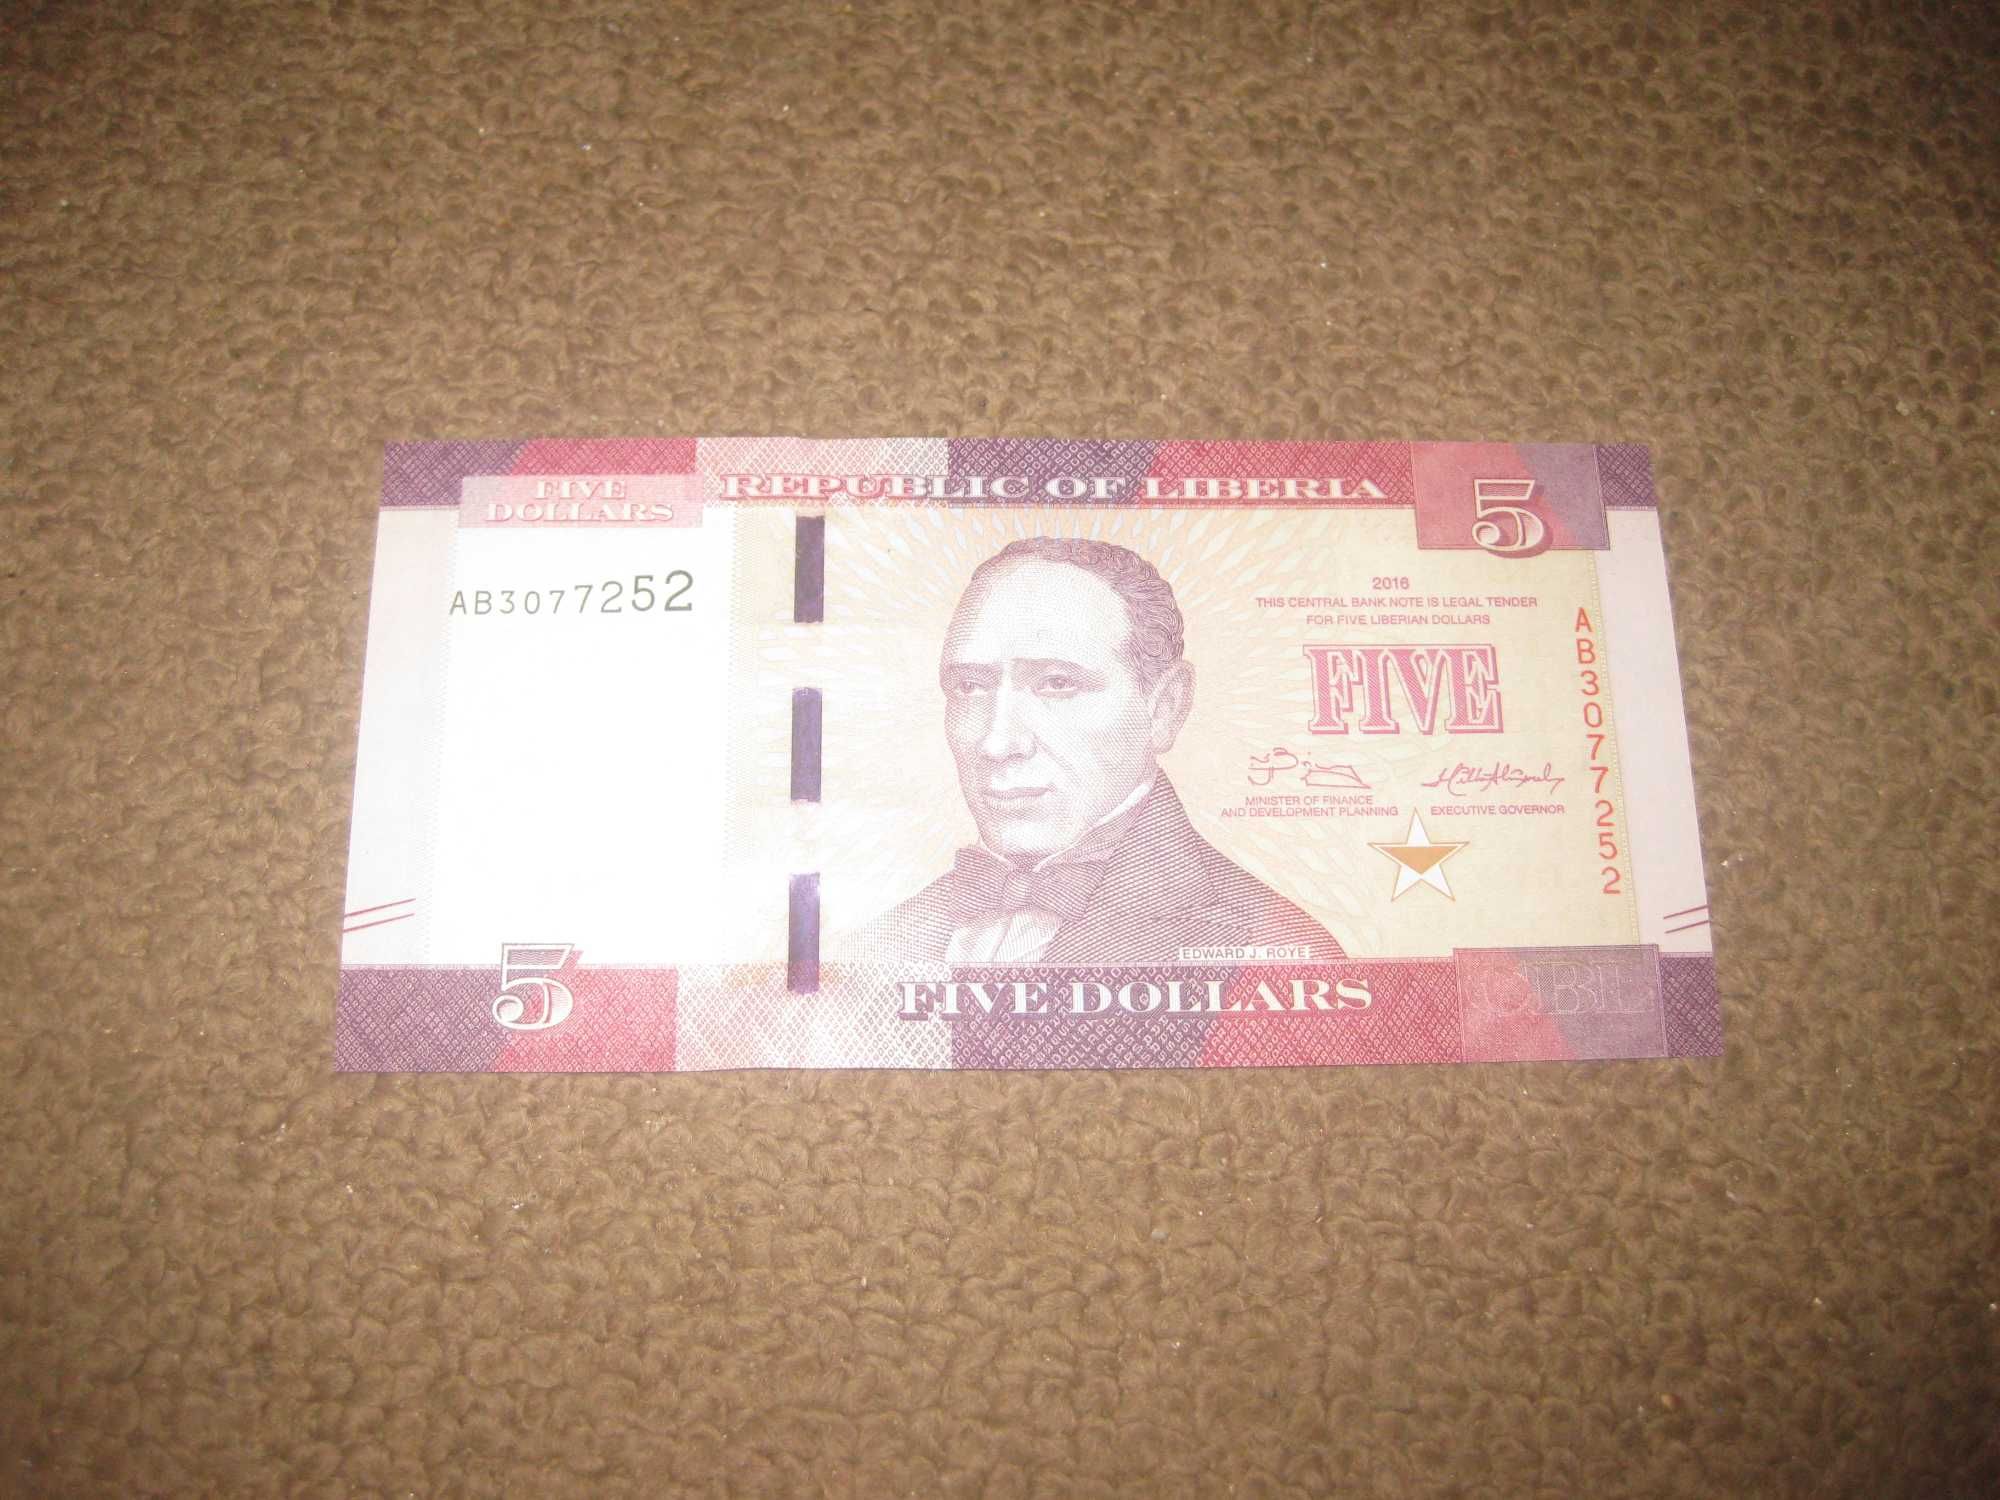 FIVE
DOLLARS
REPUBLIC OF LIBERIA
5
AB3077252
2016
THIS CENTRAL BANK NOTE IS LEGAL TENDER
FOR FIVE LIBERIAN DOLLARS
FIVE
AB3077252
MINISTER OF FINANCE
AND DEVELOPMENT PLANNING
EXECUTIVE GOVERNOR
EDWARD J. ROYE
5
FIVE DOLLARS
CBL